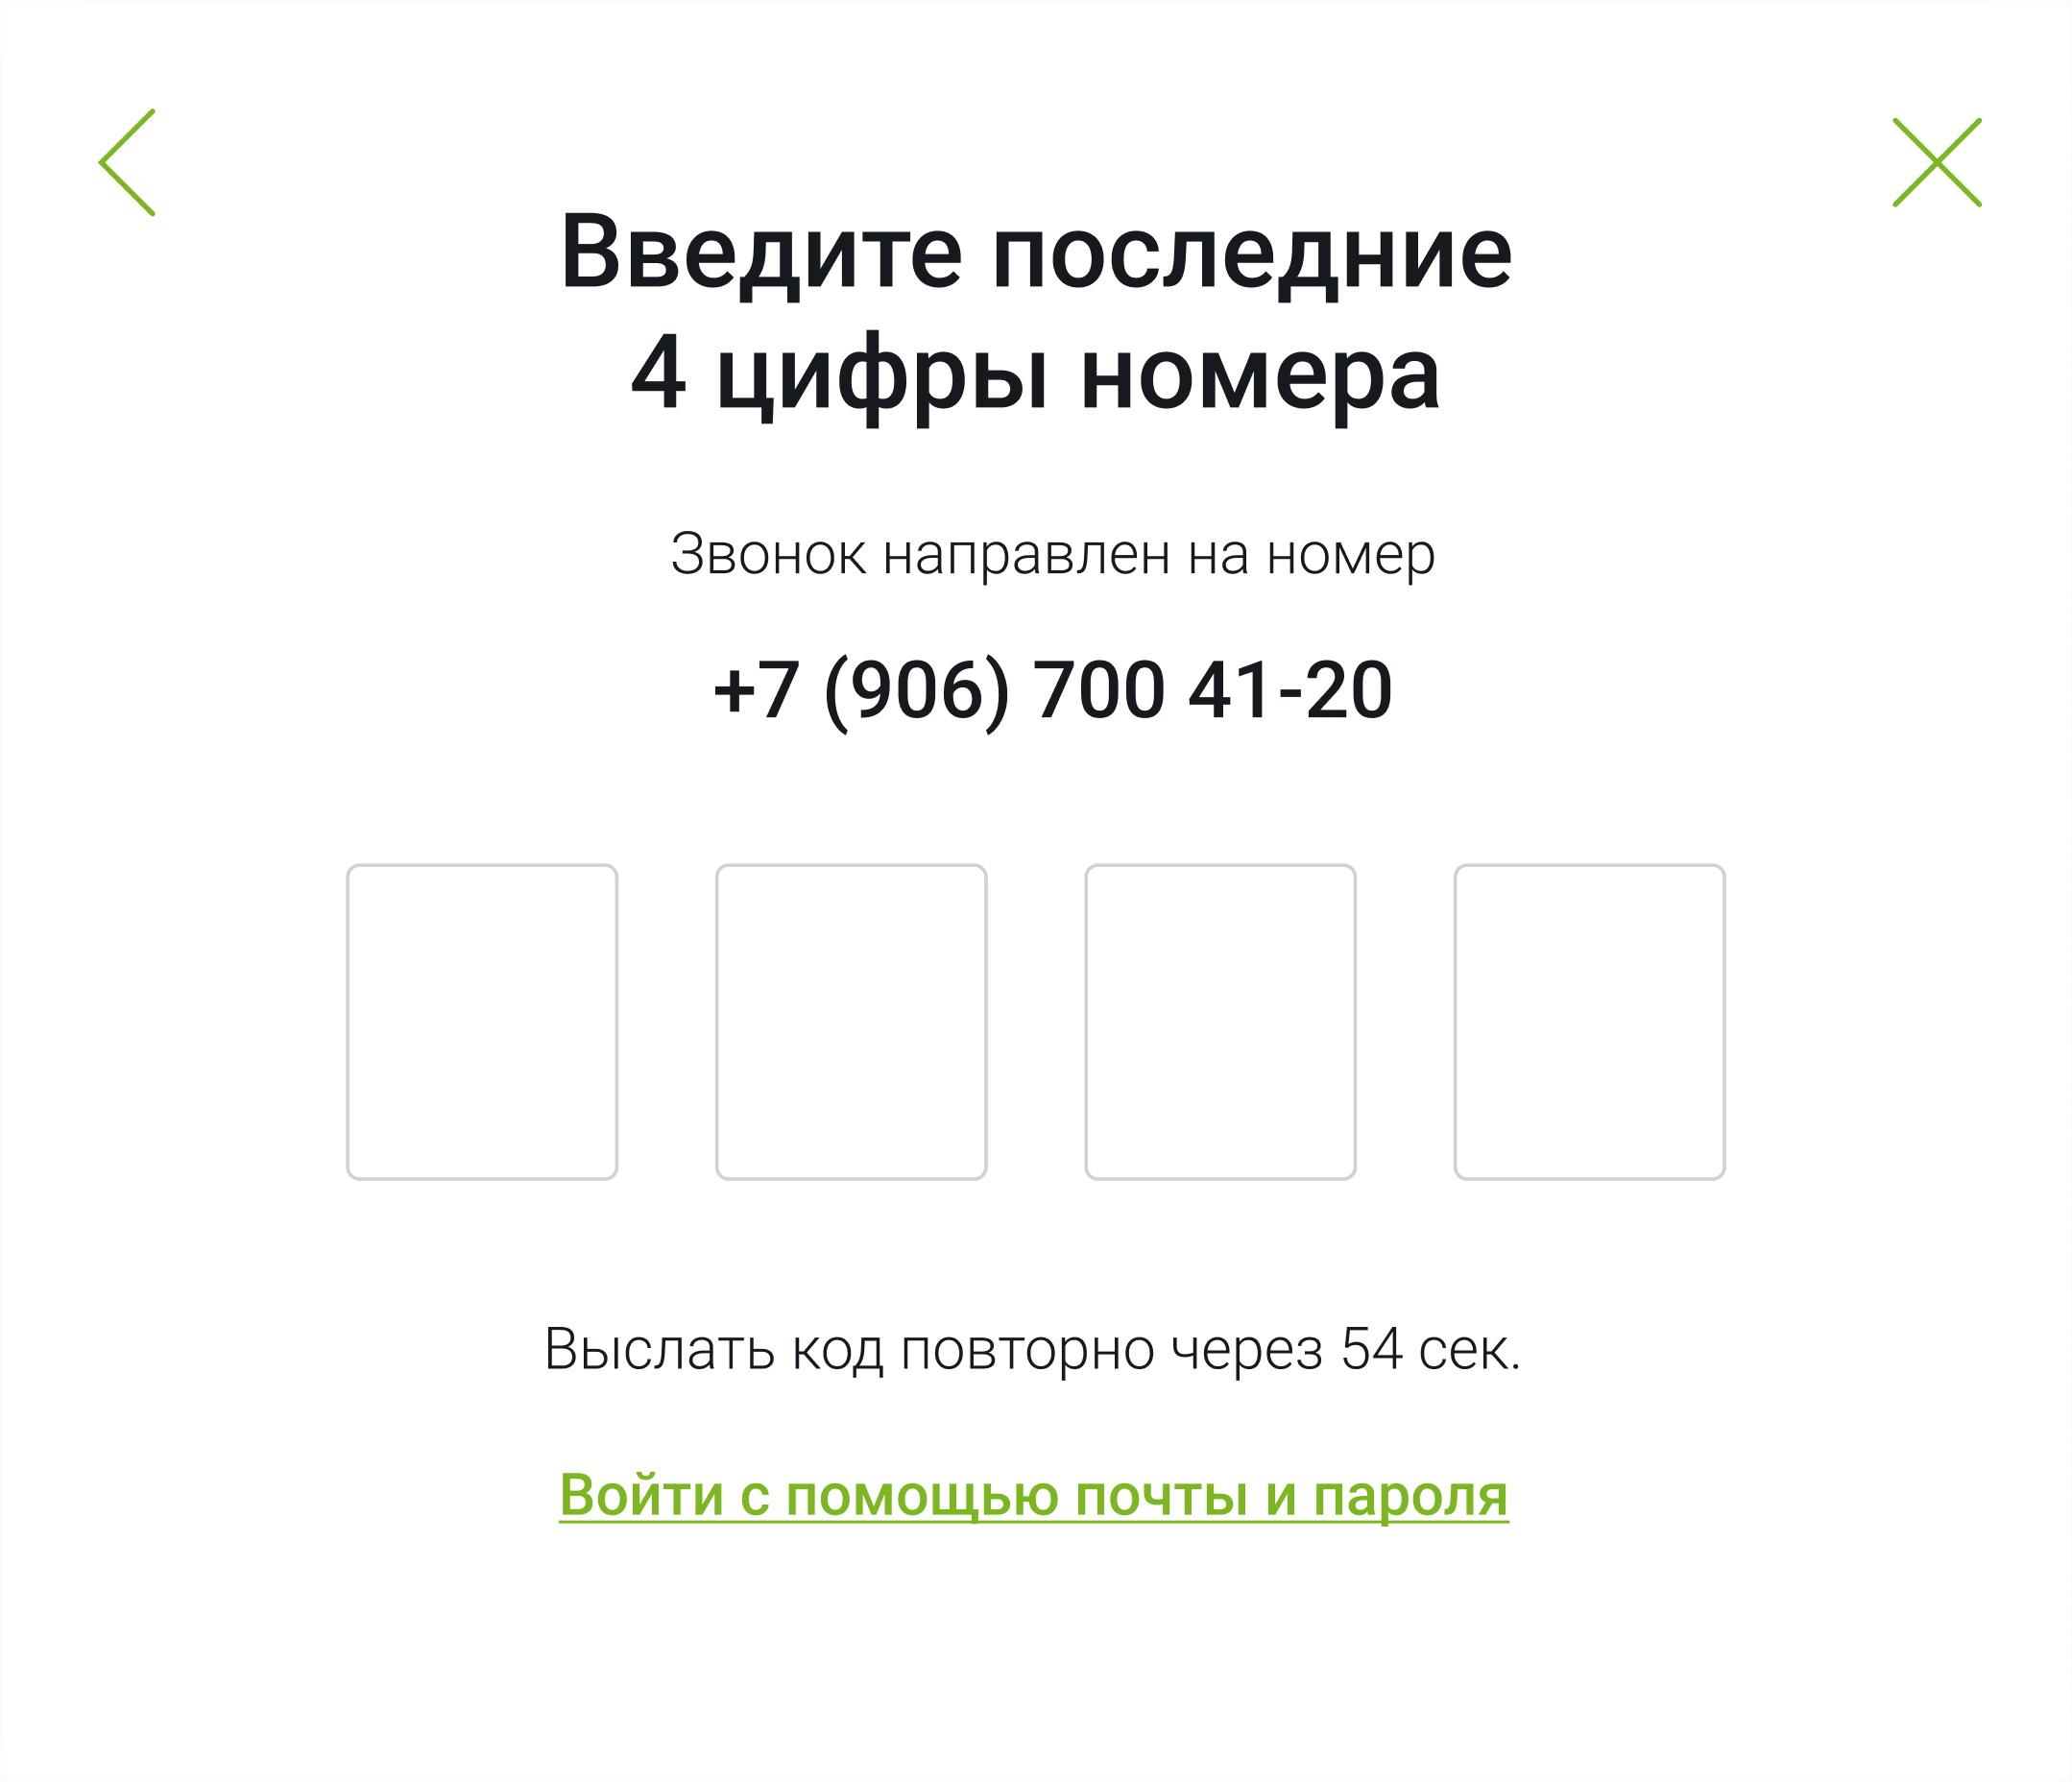 Введите последние
4 цифры номера
Звонок направлен на номер
+7 (906) 700 41-20
Выслать код повторно через 54 сек.
Войти с помощью почты и пароля